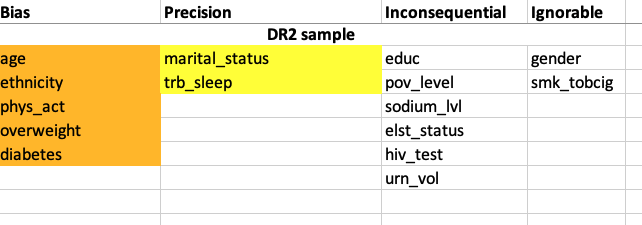 Bias Precision Inconsequential Ignorable
DR2 sample
age marital_status educ gender
ethnicity trb_sleep pov_level smk_tobcig
phys_act sodium_lvl
overweight elst_status
diabetes hiv_test
urn_vol